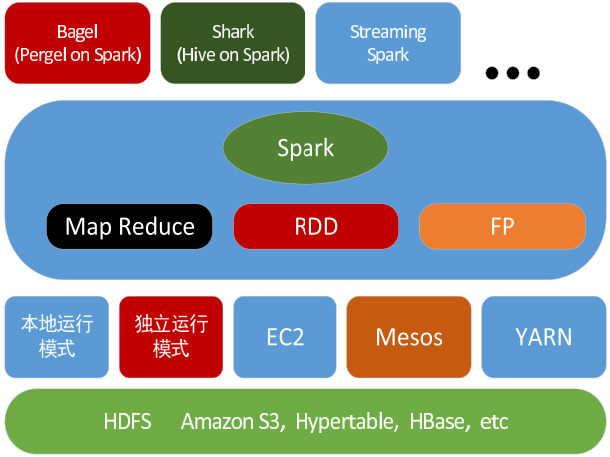 Bagel
(Pergel on Spark)
Shark
(Hive on Spark)
Streaming
Spark
Spark
Map Reduce
RDD
FP
本地运行
模式
独立运行
模式
EC2
Mesos
YARN
HDFS Amazon S3, Hypertable, HBase, etc